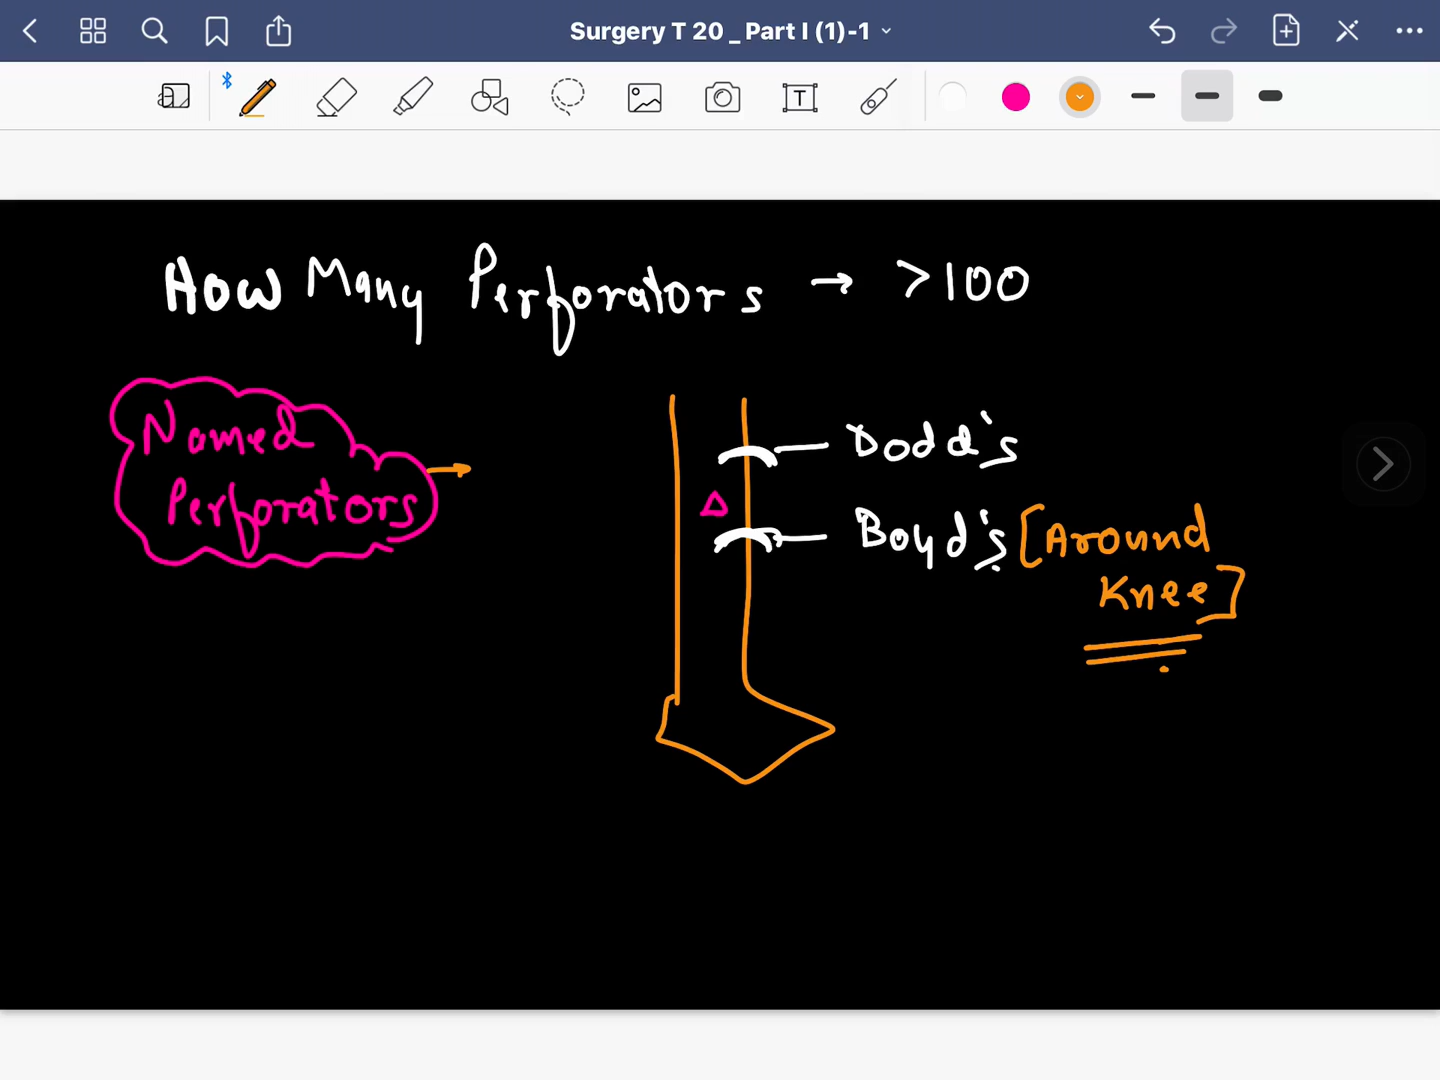 Surgery T 20 _ Part I (1)-1
How Many Perforators → >100
Named
Perforators
Dodd's
Boyd's [Around
Knee]